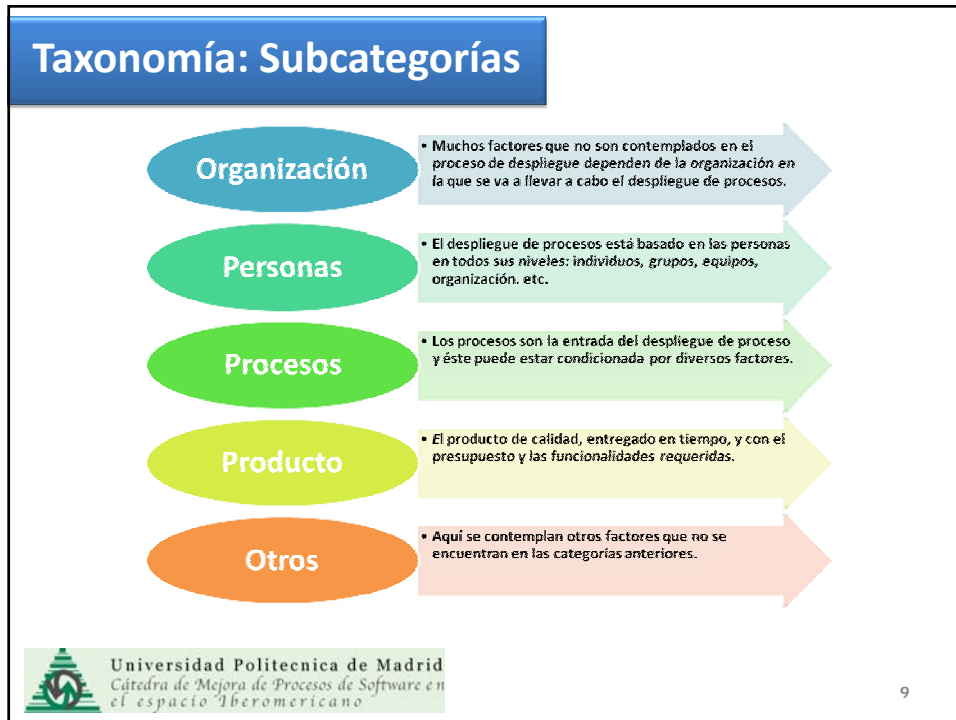 Taxonomía: Subcategorías
Organización
• Muchos factores que no son contemplados en el
proceso de despliegue dependen de la organización en
la que se va a llevar a cabo el despliegue de procesos.
Personas
• El despliegue de procesos está basado en las personas
en todos sus niveles: individuos, grupos, equipos,
organización. etc.
Procesos
• Los procesos son la entrada del despliegue de proceso
y éste puede estar condicionada por diversos factores.
Producto
• El producto de calidad, entregado en tiempo, y con el
presupuesto y las funcionalidades requeridas.
Otros
• Aquí se contemplan otros factores que no se
encuentran en las categorías anteriores.
Universidad Politecnica de Madrid
Cátedra de Mejora de Procesos de Software en
el espacio Iberomericano
9